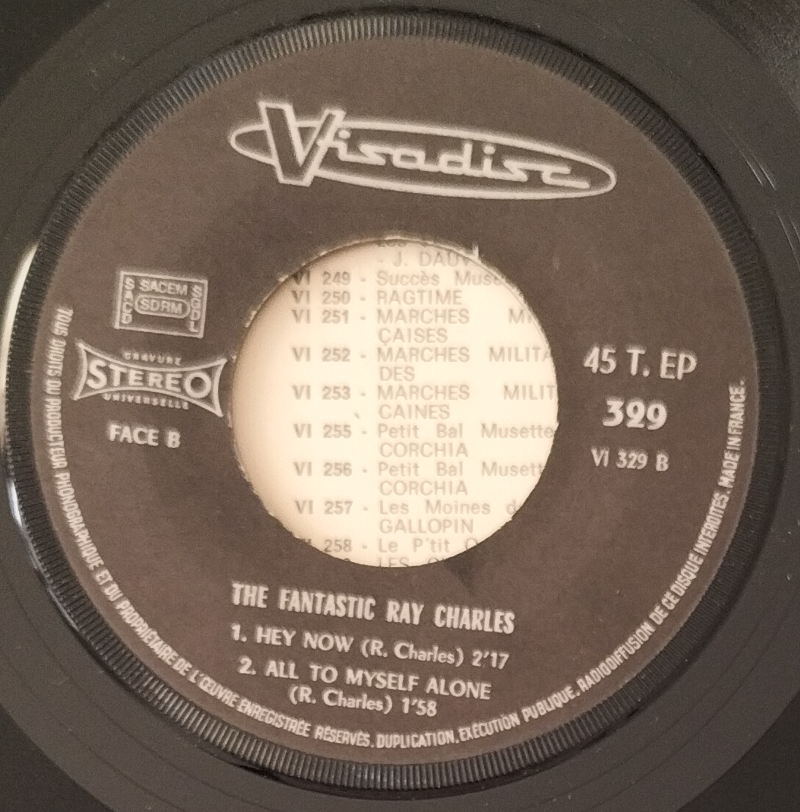 Visadisc
- J. DAUV
VI 249 - Succès Muse
VI 250 - RAGTIME
VI 251 - MARCHES MI
ÇAISES
VI 252 - MARCHES MILITA
DES
VI 253 - MARCHES MILIT
CAINES
VI 255 - Petit Bal Musette
CORCHIA
VI 256 - Petit Bal Musett
CORCHIA
VI 257 - Les Moines d
GALLOPIN
258 - Le P'tit
SACEM
SACD
SDRM
SGDL
GRAVURE
STEREO
UNIVERSELLE
FACE B
45 T. EP
329
VI 329 B
THE FANTASTIC RAY CHARLES
1. HEY NOW (R. Charles) 2'17
2. ALL TO MYSELF ALONE
(R. Charles) 1'58
TOUS DROITS DU PRODUCTEUR PHONOGRAPHIQUE ET DU PROPRIÉTAIRE DE L'ŒUVRE ENREGISTRÉE RÉSERVÉS. DUPLICATION, EXÉCUTION PUBLIQUE, RADIODIFFUSION DE CE DISQUE INTERDITES. MADE IN FRANCE.